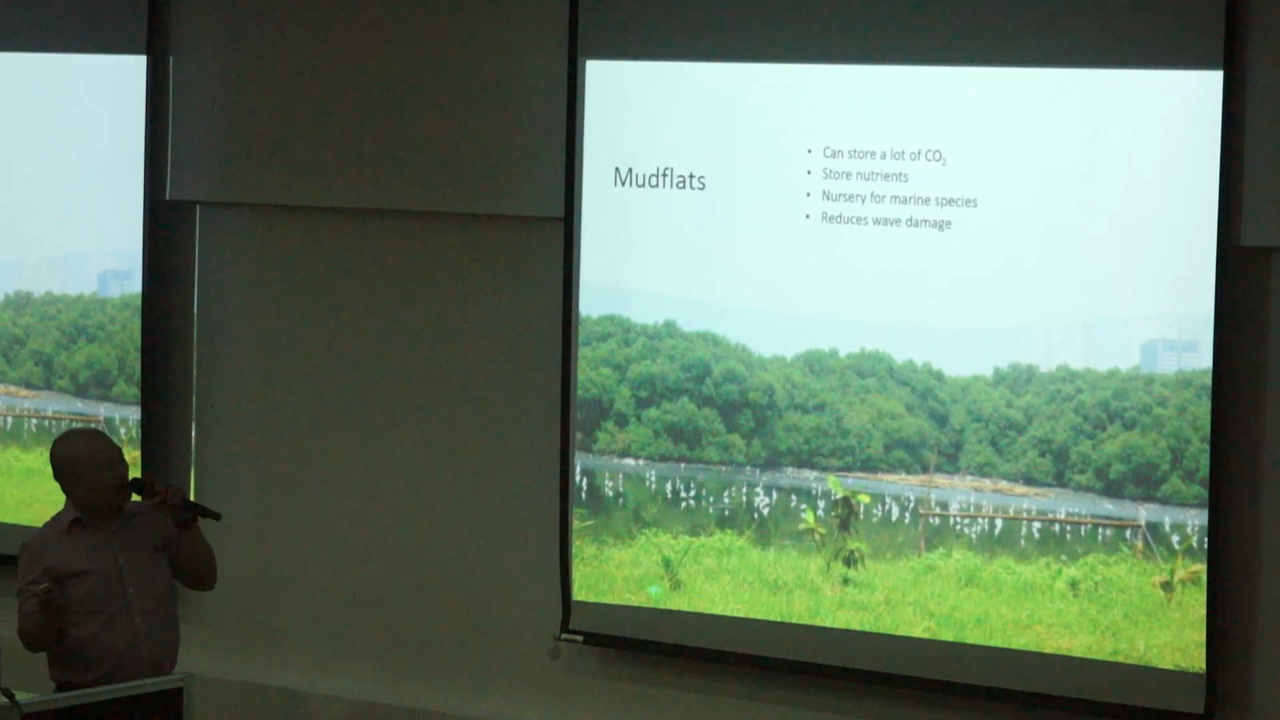 Mudflats
• Can store a lot of CO₂
• Store nutrients
• Nursery for marine species
• Reduces wave damage